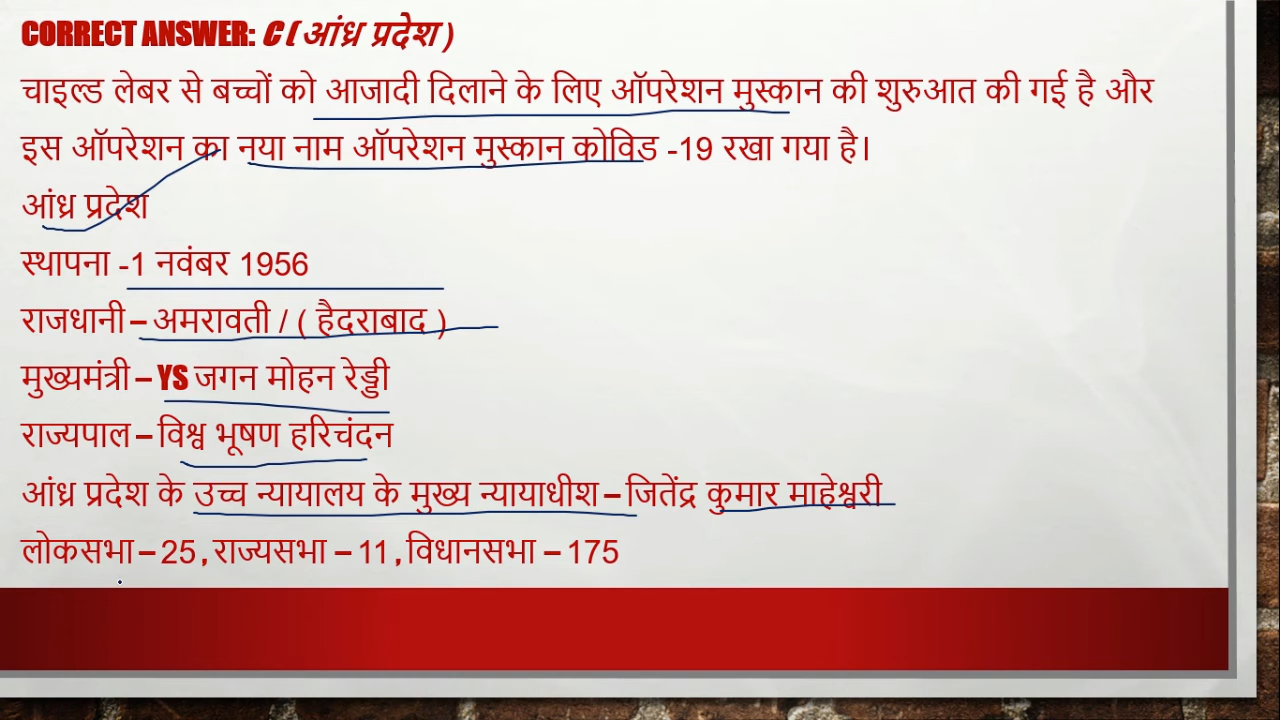 CORRECT ANSWER: C ( आंध्र प्रदेश )
चाइल्ड लेबर से बच्चों को आजादी दिलाने के लिए ऑपरेशन मुस्कान की शुरुआत की गई है और
इस ऑपरेशन का नया नाम ऑपरेशन मुस्कान कोविड -19 रखा गया है।
आंध्र प्रदेश
स्थापना -1 नवंबर 1956
राजधानी – अमरावती / ( हैदराबाद )
मुख्यमंत्री – YS जगन मोहन रेड्डी
राज्यपाल – विश्व भूषण हरिचंदन
आंध्र प्रदेश के उच्च न्यायालय के मुख्य न्यायाधीश – जितेंद्र कुमार माहेश्वरी
लोकसभा – 25 , राज्यसभा – 11 , विधानसभा – 175